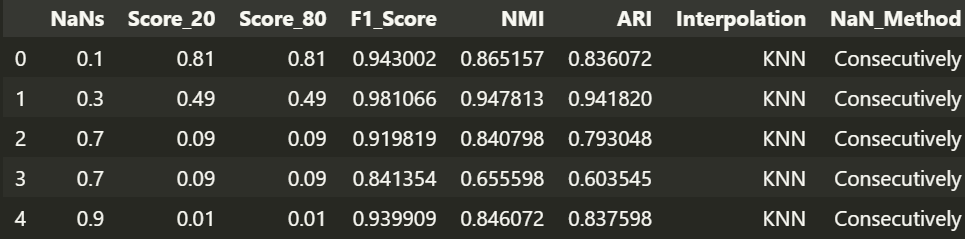 NaNs Score_20 Score_80 F1_Score NMI ARI Interpolation NaN_Method
0 0.1 0.81 0.81 0.943002 0.865157 0.836072 KNN Consecutively
1 0.3 0.49 0.49 0.981066 0.947813 0.941820 KNN Consecutively
2 0.7 0.09 0.09 0.919819 0.840798 0.793048 KNN Consecutively
3 0.7 0.09 0.09 0.841354 0.655598 0.603545 KNN Consecutively
4 0.9 0.01 0.01 0.939909 0.846072 0.837598 KNN Consecutively